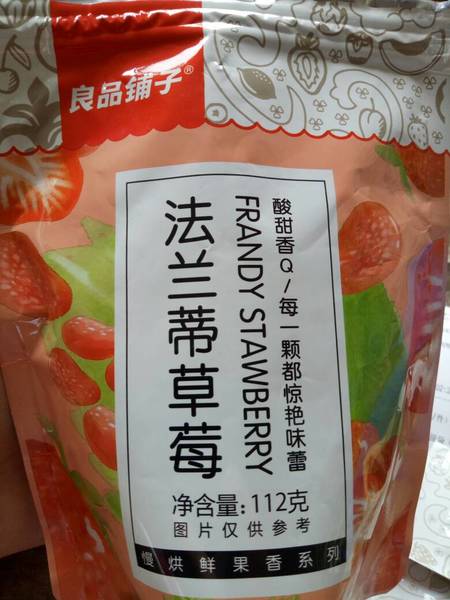 良品铺子®
酸甜香Q/每一颗都惊艳味蕾
FRANDY STAWBERRY
法兰蒂草莓
净含量:112克
图片仅供参考
慢烘鲜果香系列